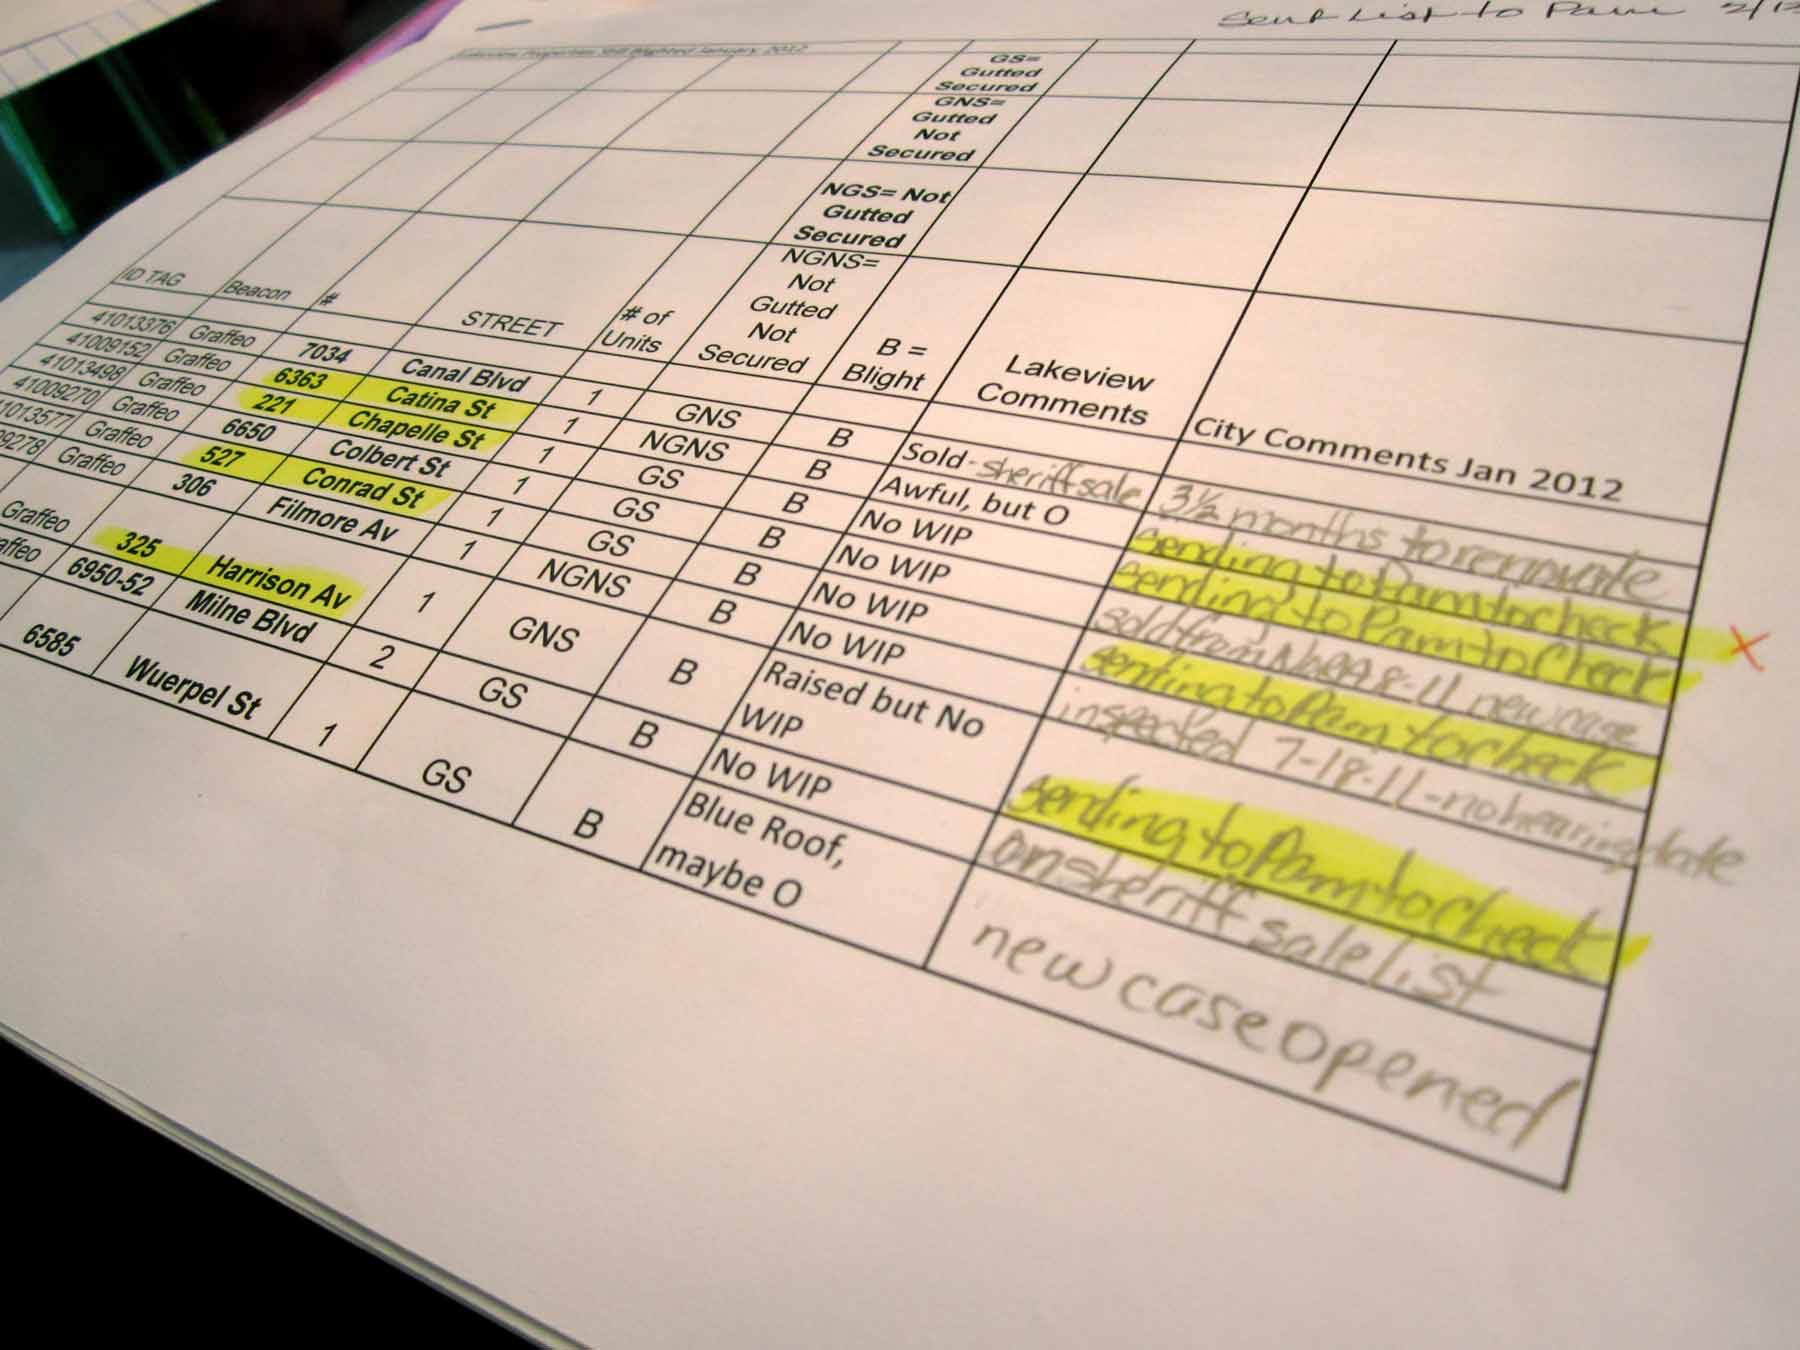 Sent List to Pam 2/12
Lakeview Properties Still Blighted January 2012
GS=
Gutted
Secured
GNS=
Gutted
Not
Secured
NGS= Not
Gutted
Secured
NGNS=
Not
Gutted
Not
Secured
ID TAG Beacon # STREET # of Units B = Blight Lakeview Comments City Comments Jan 2012
41013376 Graffeo 7034 Canal Blvd 1 GNS B Sold - sheriff sale 3½ months to renovate
41009152 Graffeo 6363 Catina St 1 NGNS B Awful, but O sending to Pam to check
41013498 Graffeo 221 Chapelle St 1 GS B No WIP sending to Pam to check X
41009270 Graffeo 6650 Colbert St 1 GS B No WIP sold from 8-11 new case
1013577 Graffeo 527 Conrad St 1 GS B No WIP sending to Pam to check
09278 Graffeo 306 Filmore Av 1 NGNS B No WIP inspected 7-18-11 - no hearing date
Graffeo 325 Harrison Av 1 GNS B Raised but No WIP sending to Pam to check
affeo 6950-52 Milne Blvd 2 GS B No WIP on sheriff sale list
6585 Wuerpel St 1 GS B Blue Roof, maybe O new case opened